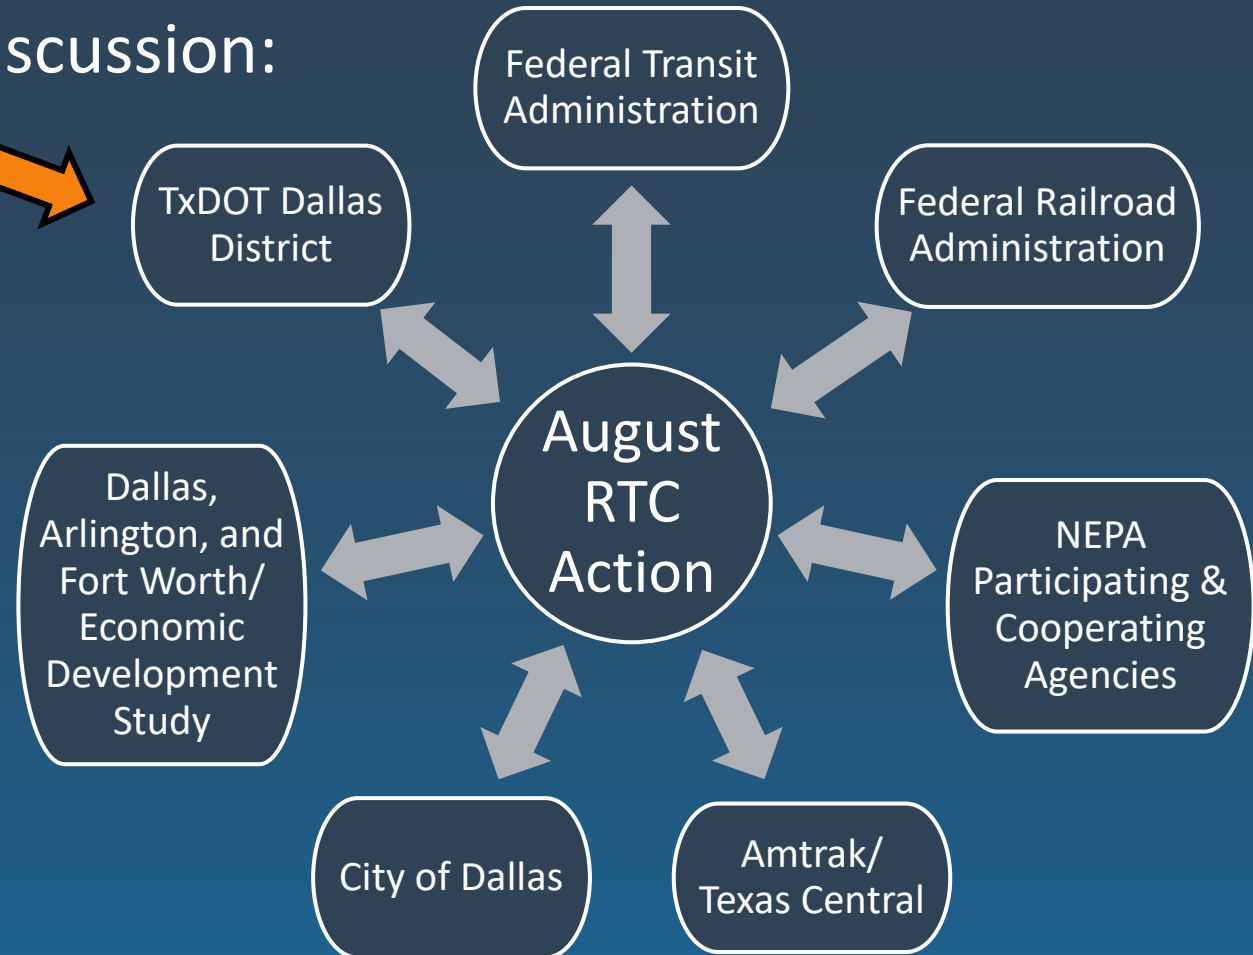 scussion:
Federal Transit
Administration
TxDOT Dallas
District
Federal Railroad
Administration
August
RTC
Action
Dallas,
Arlington, and
Fort Worth/
Economic
Development
Study
NEPA
Participating &
Cooperating
Agencies
City of Dallas
Amtrak/
Texas Central